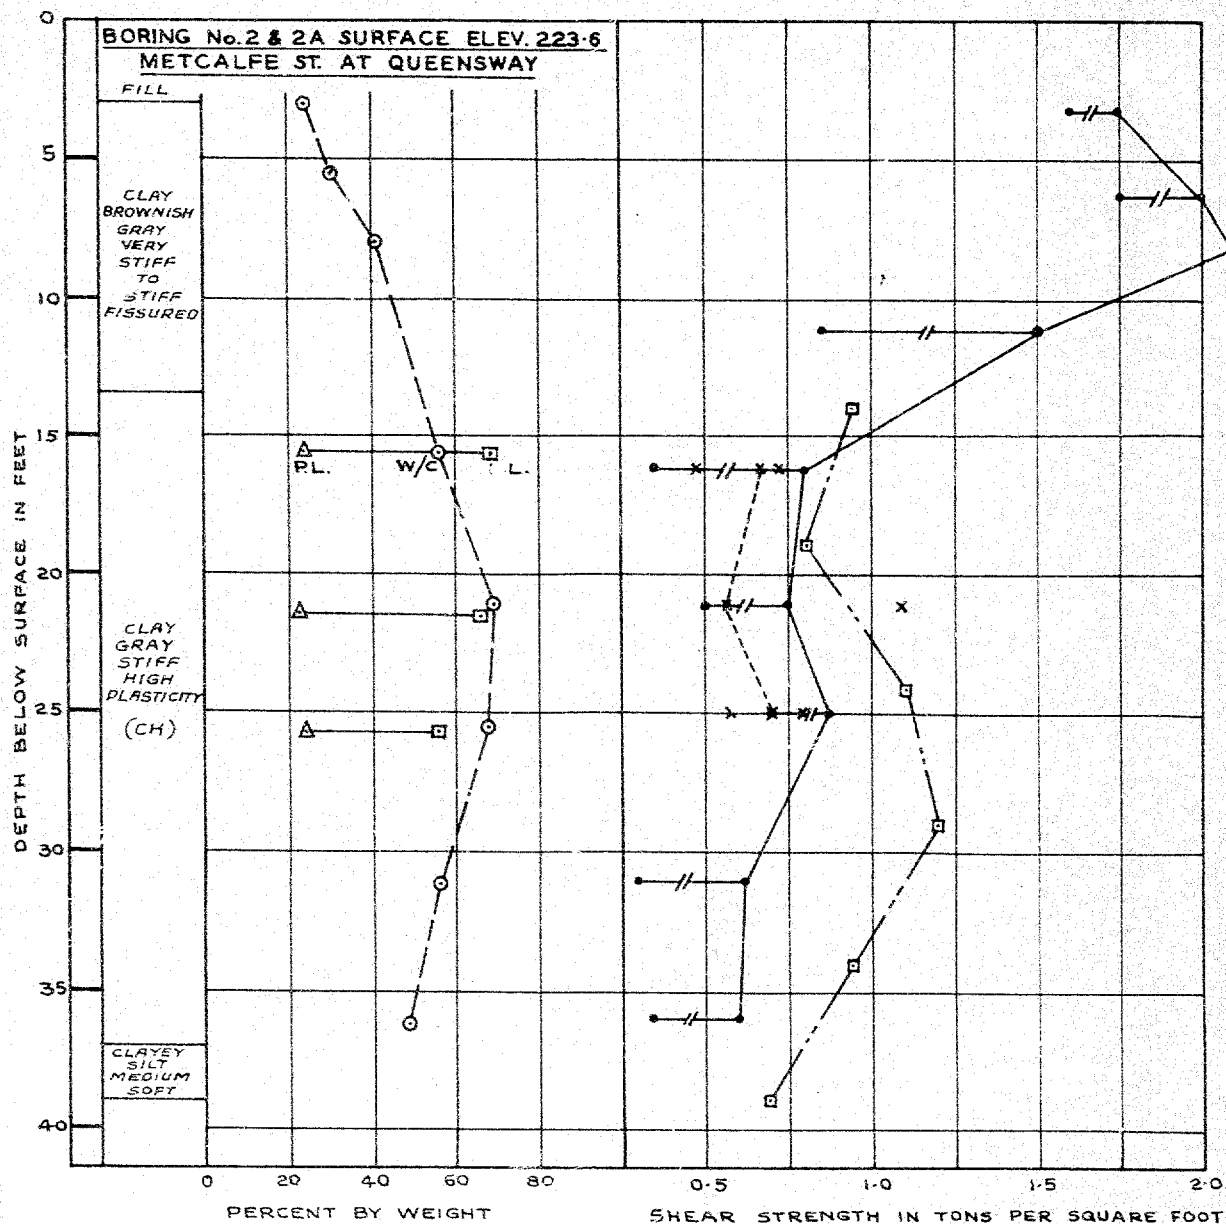 BORING No.2 & 2A SURFACE ELEV. 223·6
METCALFE ST. AT QUEENSWAY
FILL
CLAY
BROWNISH
GRAY
VERY
STIFF
TO
STIFF
FISSURED
CLAY
GRAY
STIFF
HIGH
PLASTICITY
(CH)
CLAYEY
SILT
MEDIUM
SOFT
DEPTH BELOW SURFACE IN FEET
0
5
10
15
20
25
30
35
40
P.L.
W/C
L.
0 20 40 60 80
PERCENT BY WEIGHT
0·5 1·0 1·5 2·0
SHEAR STRENGTH IN TONS PER SQUARE FOOT